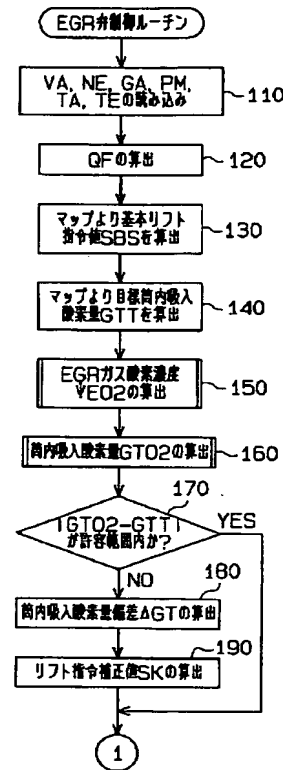 EGR弁制御ルーチン
VA, NE, GA, PM,
TA, TEの読み込み
110
QFの算出
120
マップより基本リフト
指令値SBSを算出
130
マップより目標筒内吸入
酸素量GTTを算出
140
EGRガス酸素濃度
ΨEO2の算出
150
筒内吸入酸素量GTO2の算出
160
170
|GTO2-GTT|
が許容範囲内か?
YES
NO
180
筒内吸入酸素量偏差ΔGTの算出
190
リフト指令補正値SKの算出
1